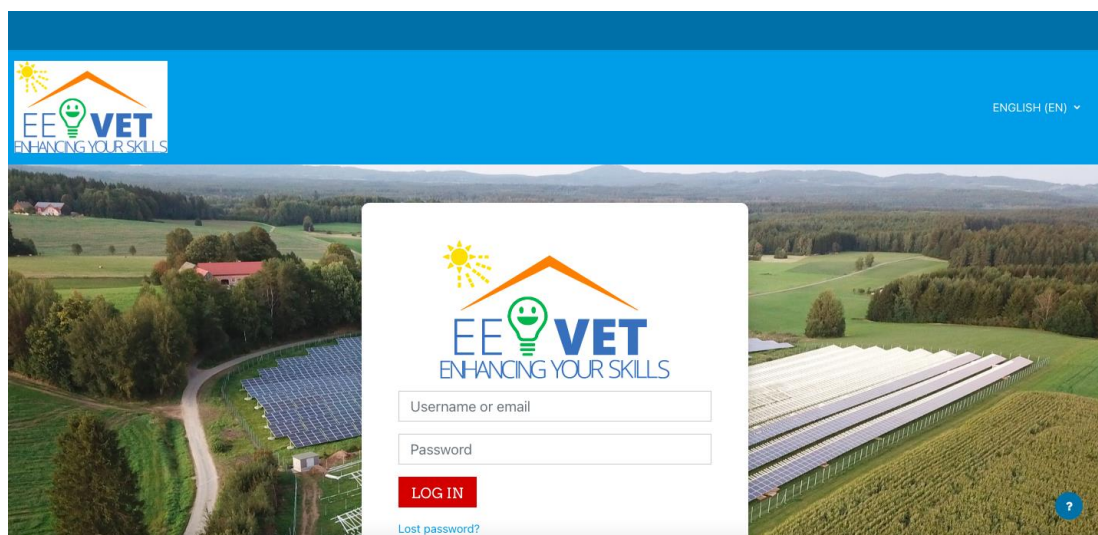 EE VET
ENHANCING YOUR SKILLS
ENGLISH (EN)
EE VET
ENHANCING YOUR SKILLS
Username or email
Password
LOG IN
Lost password?
?